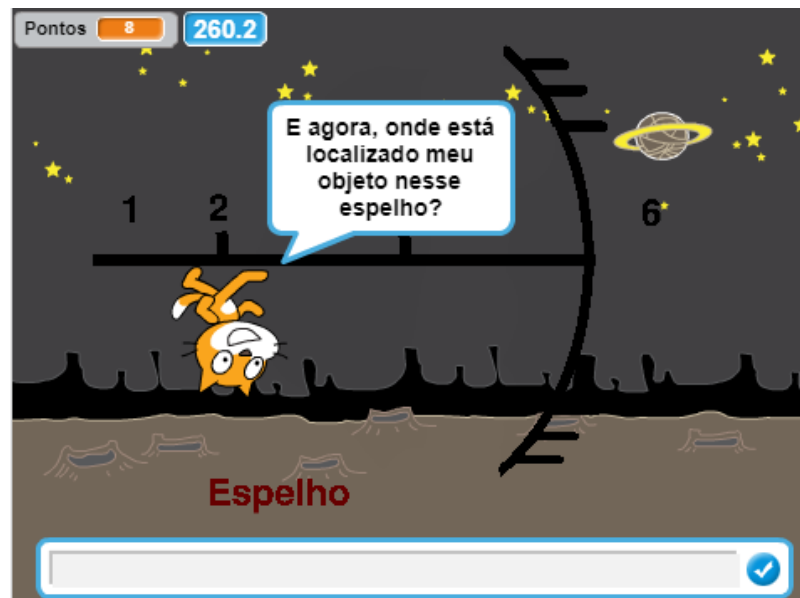 Pontos 8 260.2
E agora, onde está
localizado meu
objeto nesse
espelho?
1 2 6
Espelho